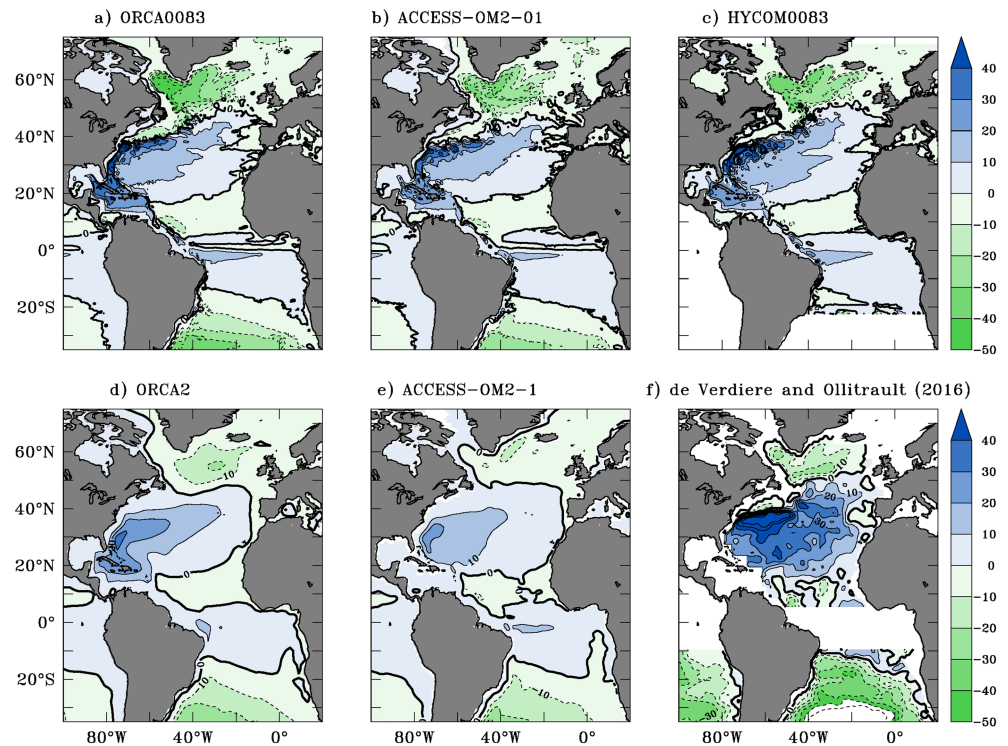 a) ORCA0083
b) ACCESS-OM2-01
c) HYCOM0083
60°N
40°N
20°N
0°
20°S
40
30
20
10
0
-10
-20
-30
-40
-50
d) ORCA2
e) ACCESS-OM2-1
f) de Verdiere and Ollitrault (2016)
60°N
40°N
20°N
0°
20°S
80°W
40°W
0°
80°W
40°W
0°
80°W
40°W
0°
40
30
20
10
0
-10
-20
-30
-40
-50